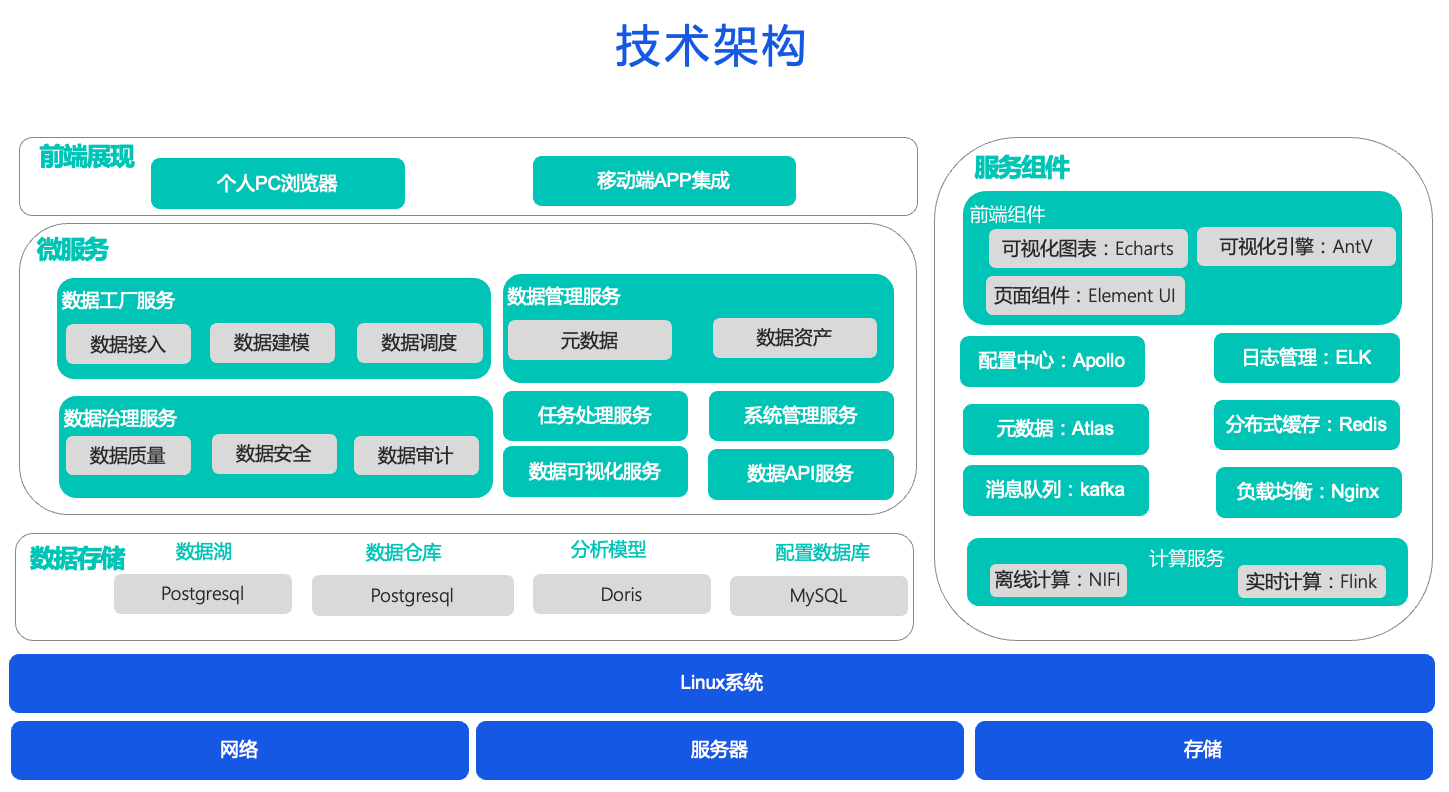 技术架构
前端展现
个人PC浏览器
移动端APP集成
微服务
数据工厂服务
数据接入
数据建模
数据调度
数据管理服务
元数据
数据资产
数据治理服务
数据质量
数据安全
数据审计
任务处理服务
系统管理服务
数据可视化服务
数据API服务
数据存储
数据湖
Postgresql
数据仓库
Postgresql
分析模型
Doris
配置数据库
MySQL
服务组件
前端组件
可视化图表：Echarts
可视化引擎：AntV
页面组件：Element UI
配置中心：Apollo
日志管理：ELK
元数据：Atlas
分布式缓存：Redis
消息队列：kafka
负载均衡：Nginx
计算服务
离线计算：NIFI
实时计算：Flink
Linux系统
网络
服务器
存储